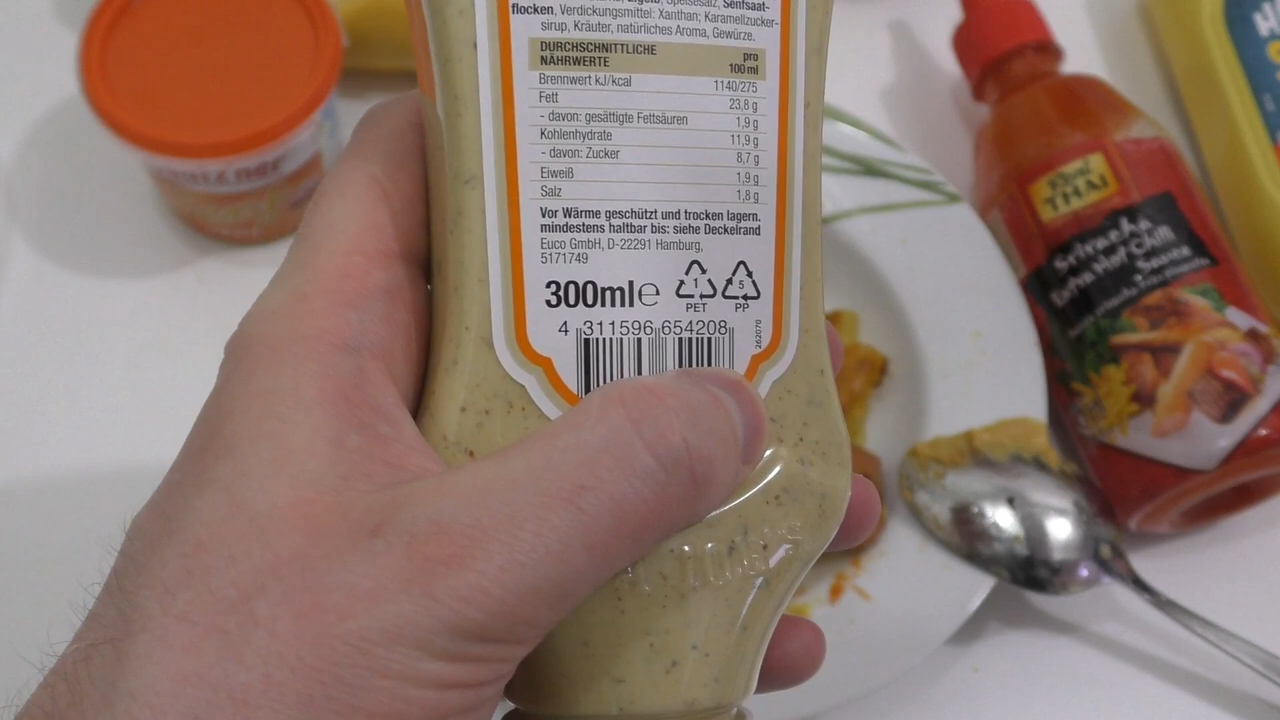 Speisesalz, Senfsaat-
flocken, Verdickungsmittel: Xanthan; Karamellzucker-
sirup, Kräuter, natürliches Aroma, Gewürze.
DURCHSCHNITTLICHE NÄHRWERTE pro 100 ml
Brennwert kJ/kcal 1140/275
Fett 23,8 g
- davon: gesättigte Fettsäuren 1,9 g
Kohlenhydrate 11,9 g
- davon: Zucker 8,7 g
Eiweiß 1,9 g
Salz 1,8 g
Vor Wärme geschützt und trocken lagern.
mindestens haltbar bis: siehe Deckelrand
Euco GmbH, D-22291 Hamburg,
5171749
300ml e
1 5
PET PP
4 311596 654208
262070
Real
THAI
Sriracha
Extra Hot Chili
Sauce